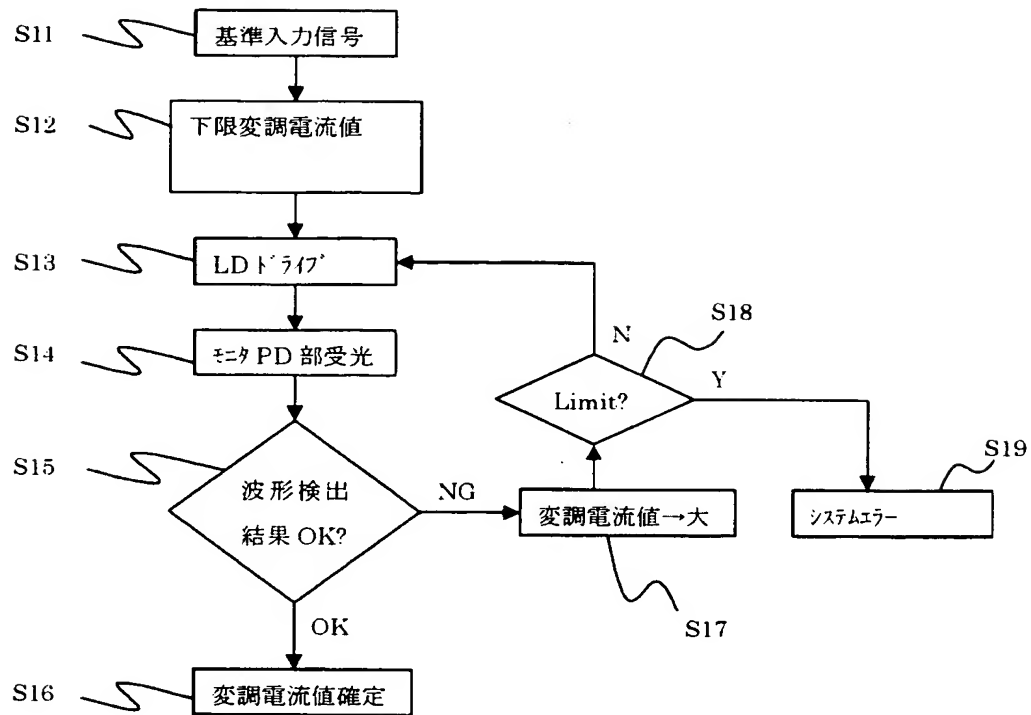 S11
基準入力信号
S12
下限変調電流値
S13
LDドライブ
S14
モニタPD部受光
S15
波形検出
結果OK?
NG
OK
S16
変調電流値確定
変調電流値→大
S17
Limit?
N
Y
S18
S19
システムエラー